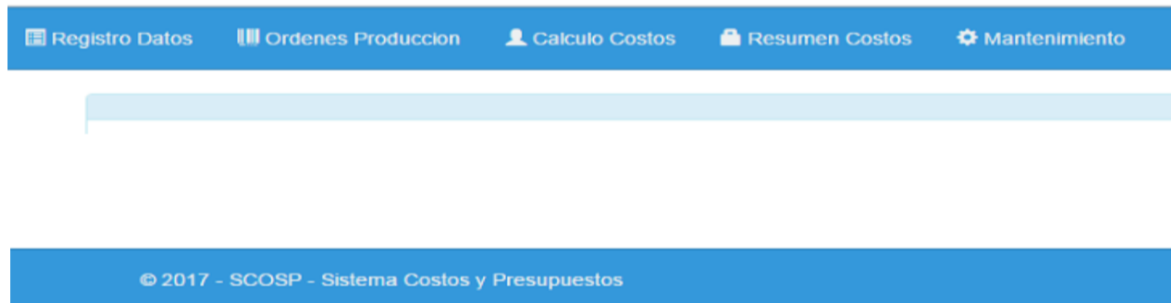 Registro Datos Ordenes Produccion Calculo Costos Resumen Costos Mantenimiento
© 2017 - SCOSP - Sistema Costos y Presupuestos